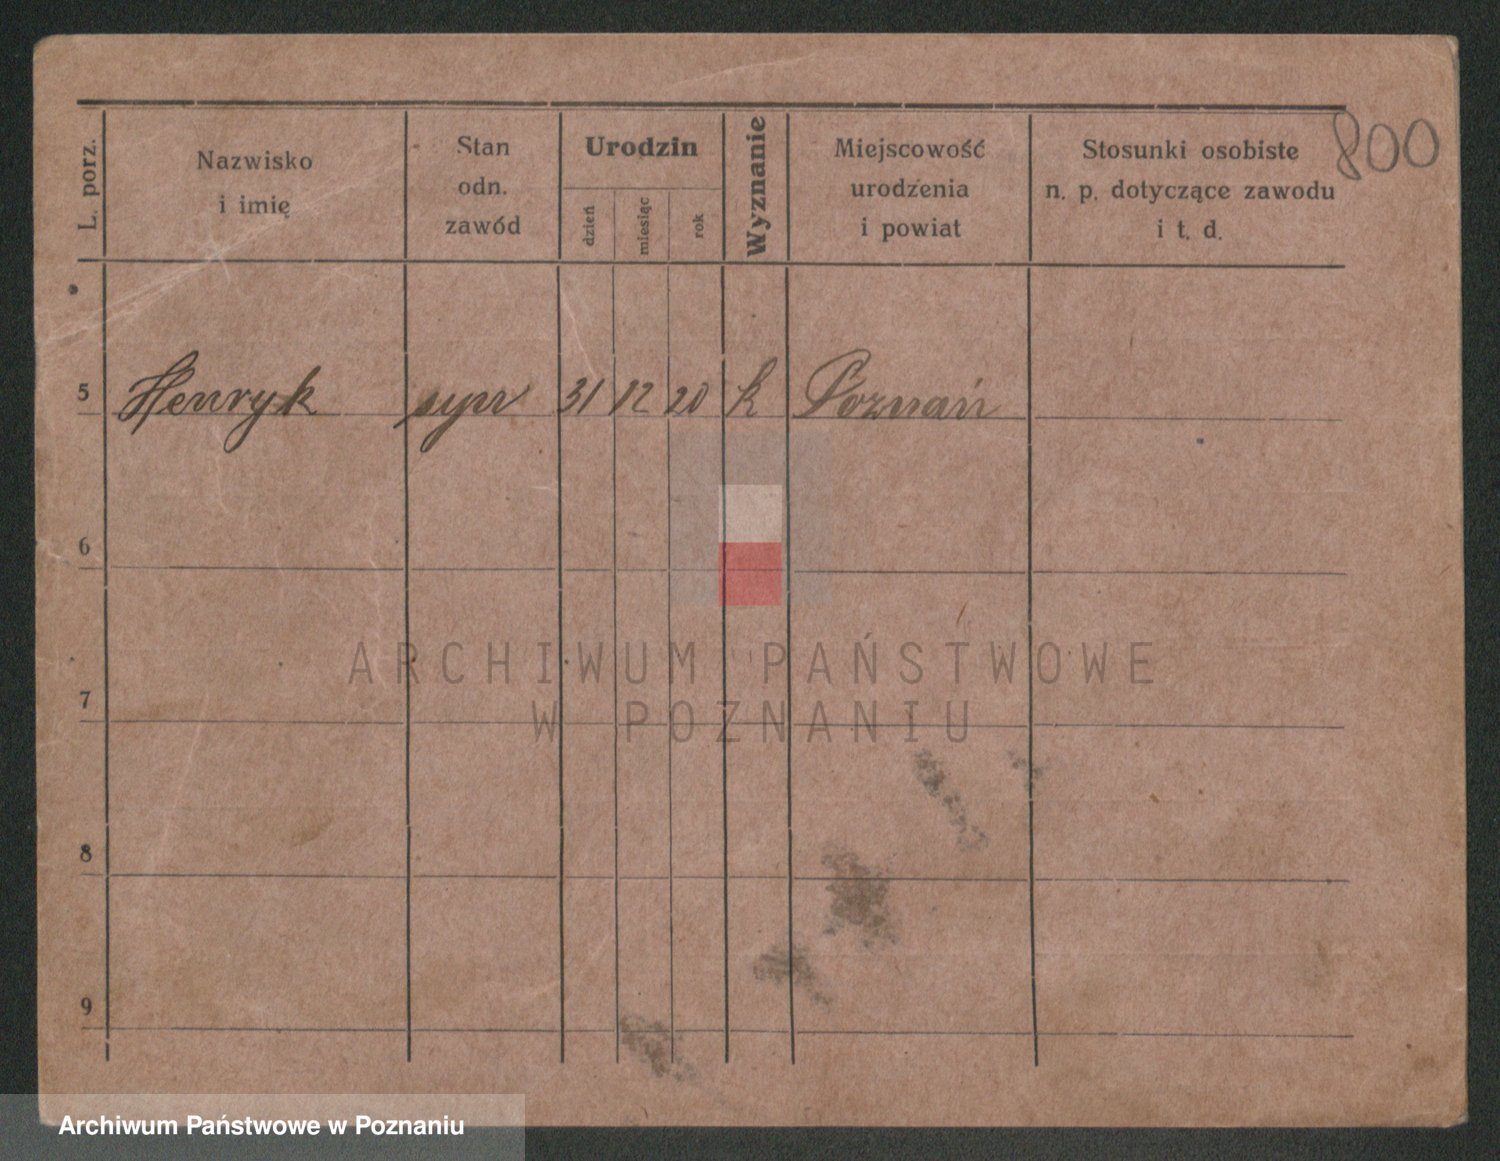 800
L. porz.
Nazwisko
i imię
Stan
odn.
zawód
Urodzin
dzień
miesiąc
rok
Wyznanie
Miejscowość
urodzenia
i powiat
Stosunki osobiste
n. p. dotyczące zawodu
i t. d.
5 Henryk syn 31 12 20 k Poznań
6
7
8
9
ARCHIWUM PAŃSTWOWE
W POZNANIU
Archiwum Państwowe w Poznaniu